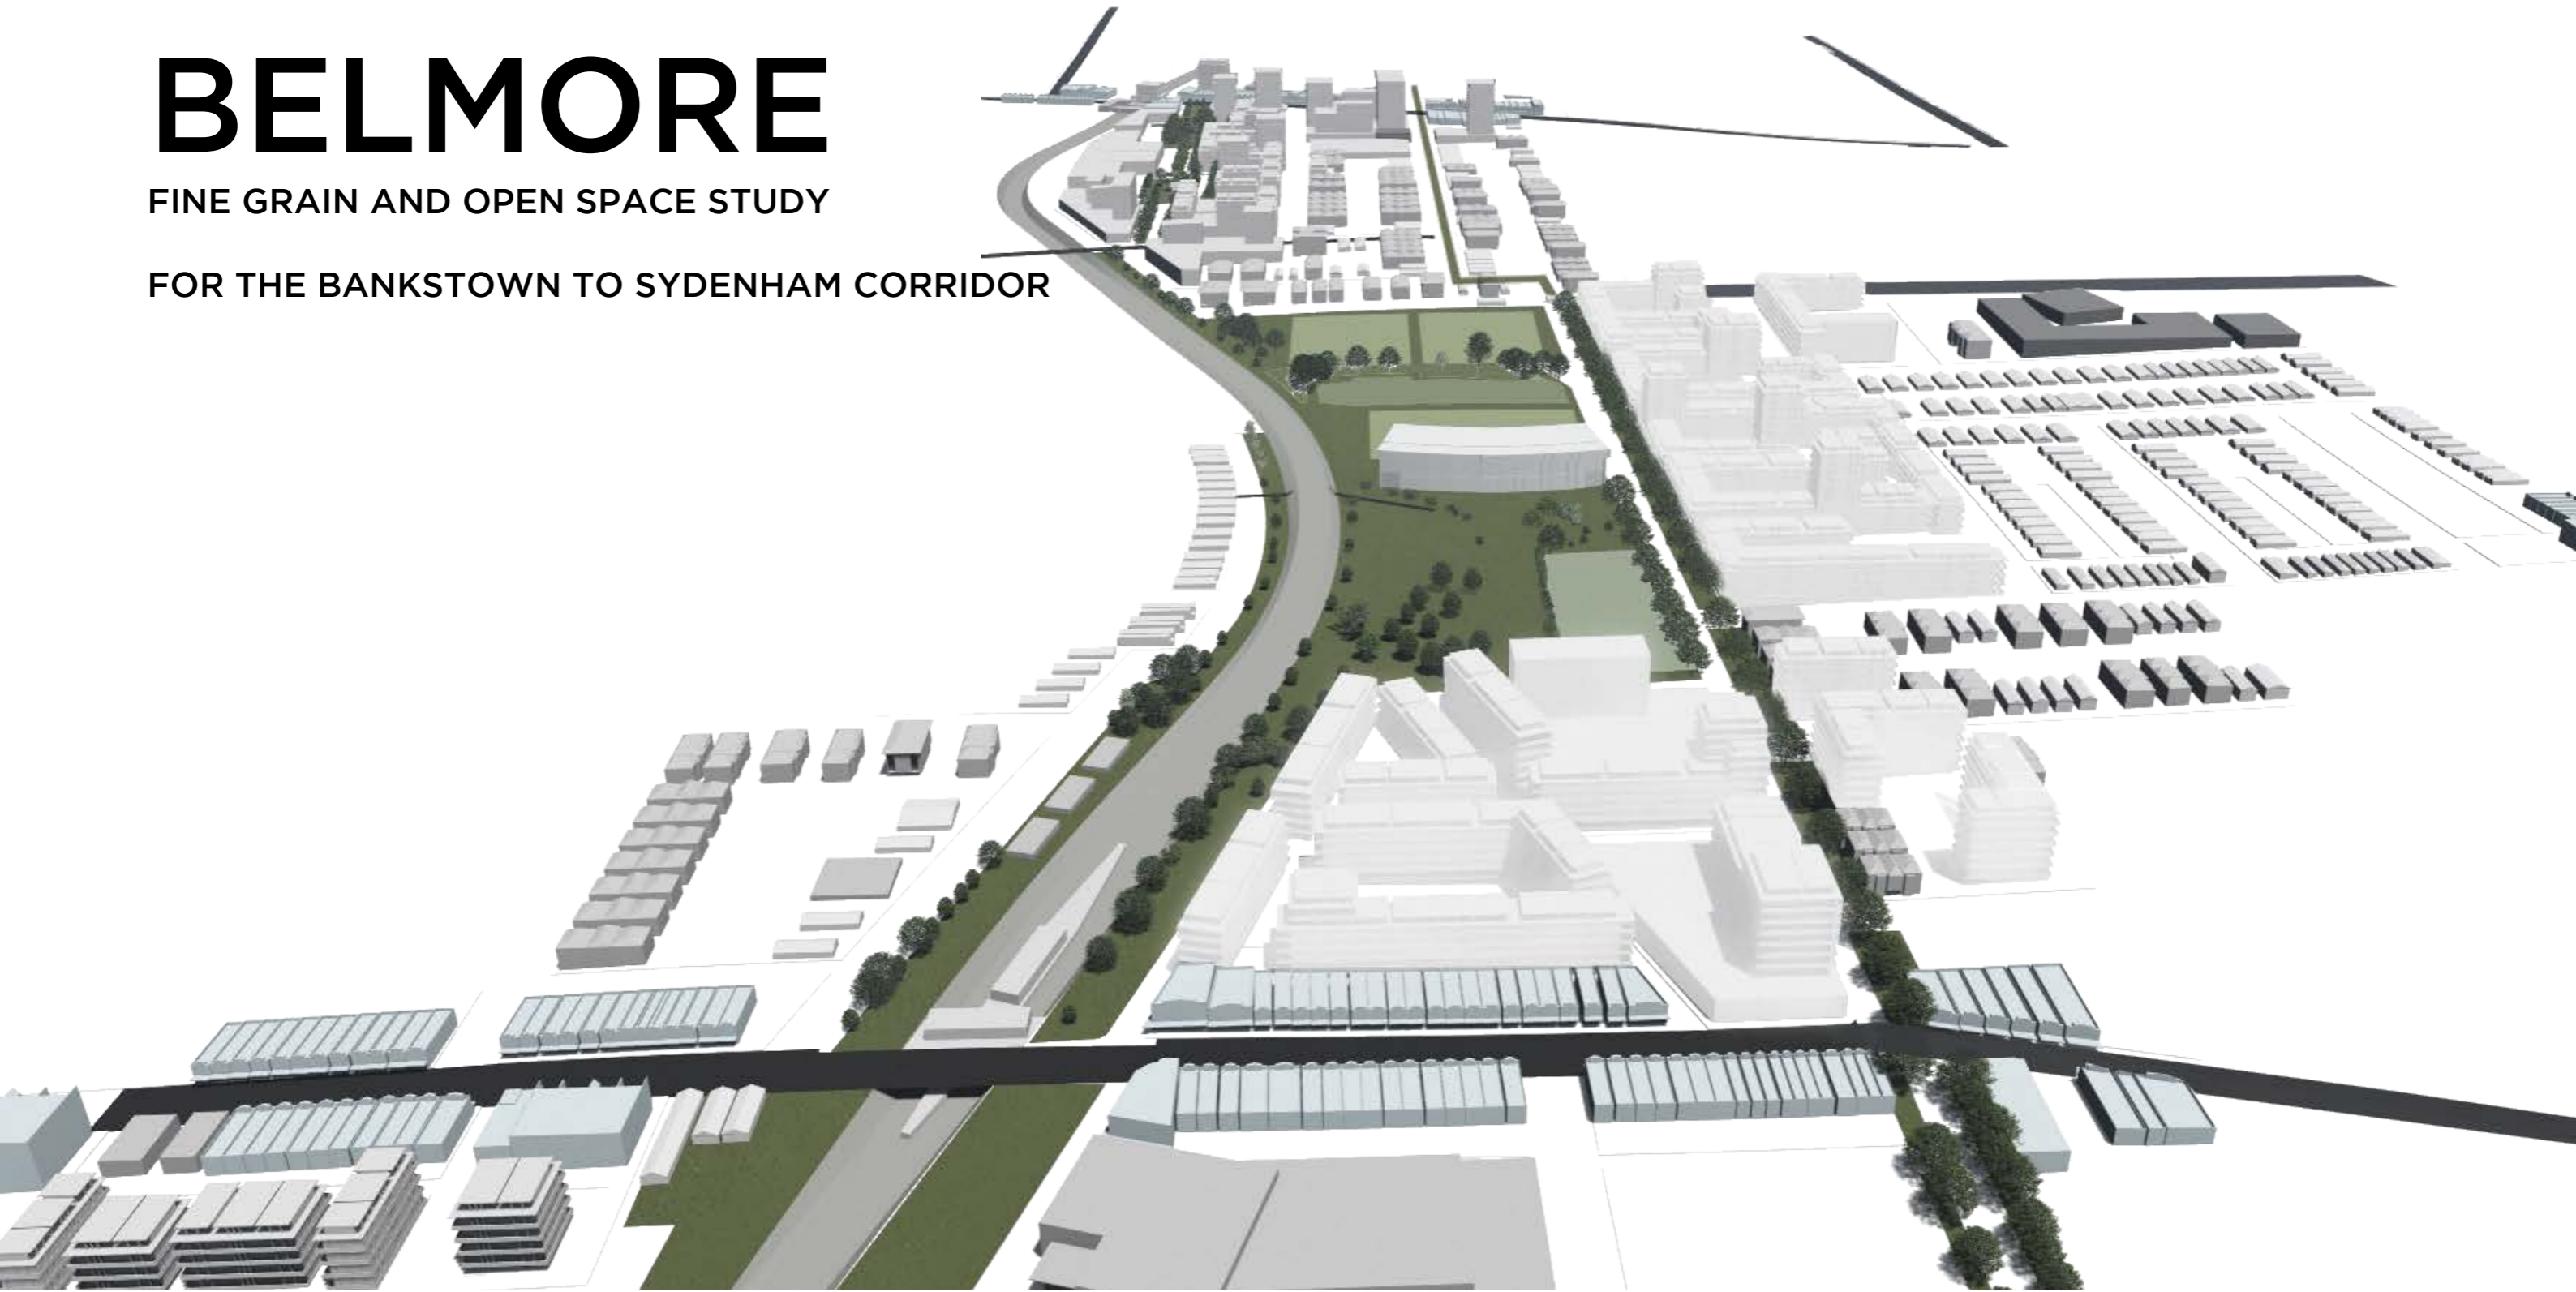 BELMORE
FINE GRAIN AND OPEN SPACE STUDY
FOR THE BANKSTOWN TO SYDENHAM CORRIDOR